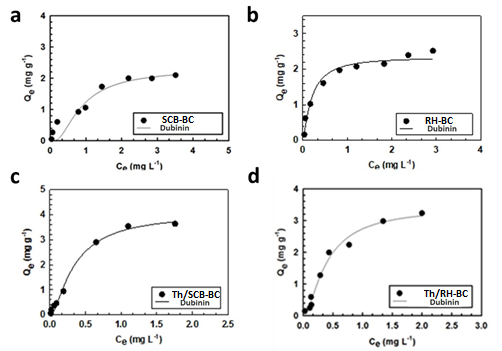 a
Qe (mg g-1)
4
3
2
1
0
SCB-BC
Dubinin
0
1
2
3
4
5
Ce (mg L-1)
b
Qe (mg g-1)
4
3
2
1
0
RH-BC
Dubinin
0
1
2
3
4
Ce (mg L-1)
c
Qe (mg g-1)
5
4
3
2
1
0
Th/SCB-BC
Dubinin
0.0
0.5
1.0
1.5
2.0
2.5
Ce (mg L-1)
d
Qe (mg g-1)
4
3
2
1
0
Th/RH-BC
Dubinin
0.0
0.5
1.0
1.5
2.0
2.5
3.0
Ce (mg L-1)